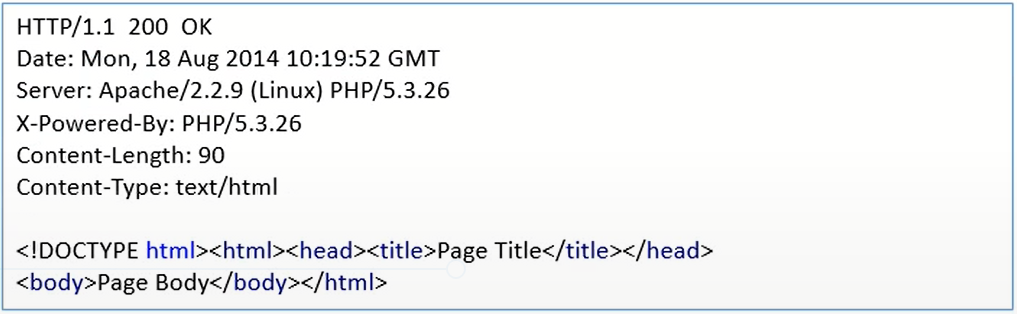 HTTP/1.1  200  OK
Date: Mon, 18 Aug 2014 10:19:52 GMT
Server: Apache/2.2.9 (Linux) PHP/5.3.26
X-Powered-By: PHP/5.3.26
Content-Length: 90
Content-Type: text/html

<!DOCTYPE html><html><head><title>Page Title</title></head>
<body>Page Body</body></html>